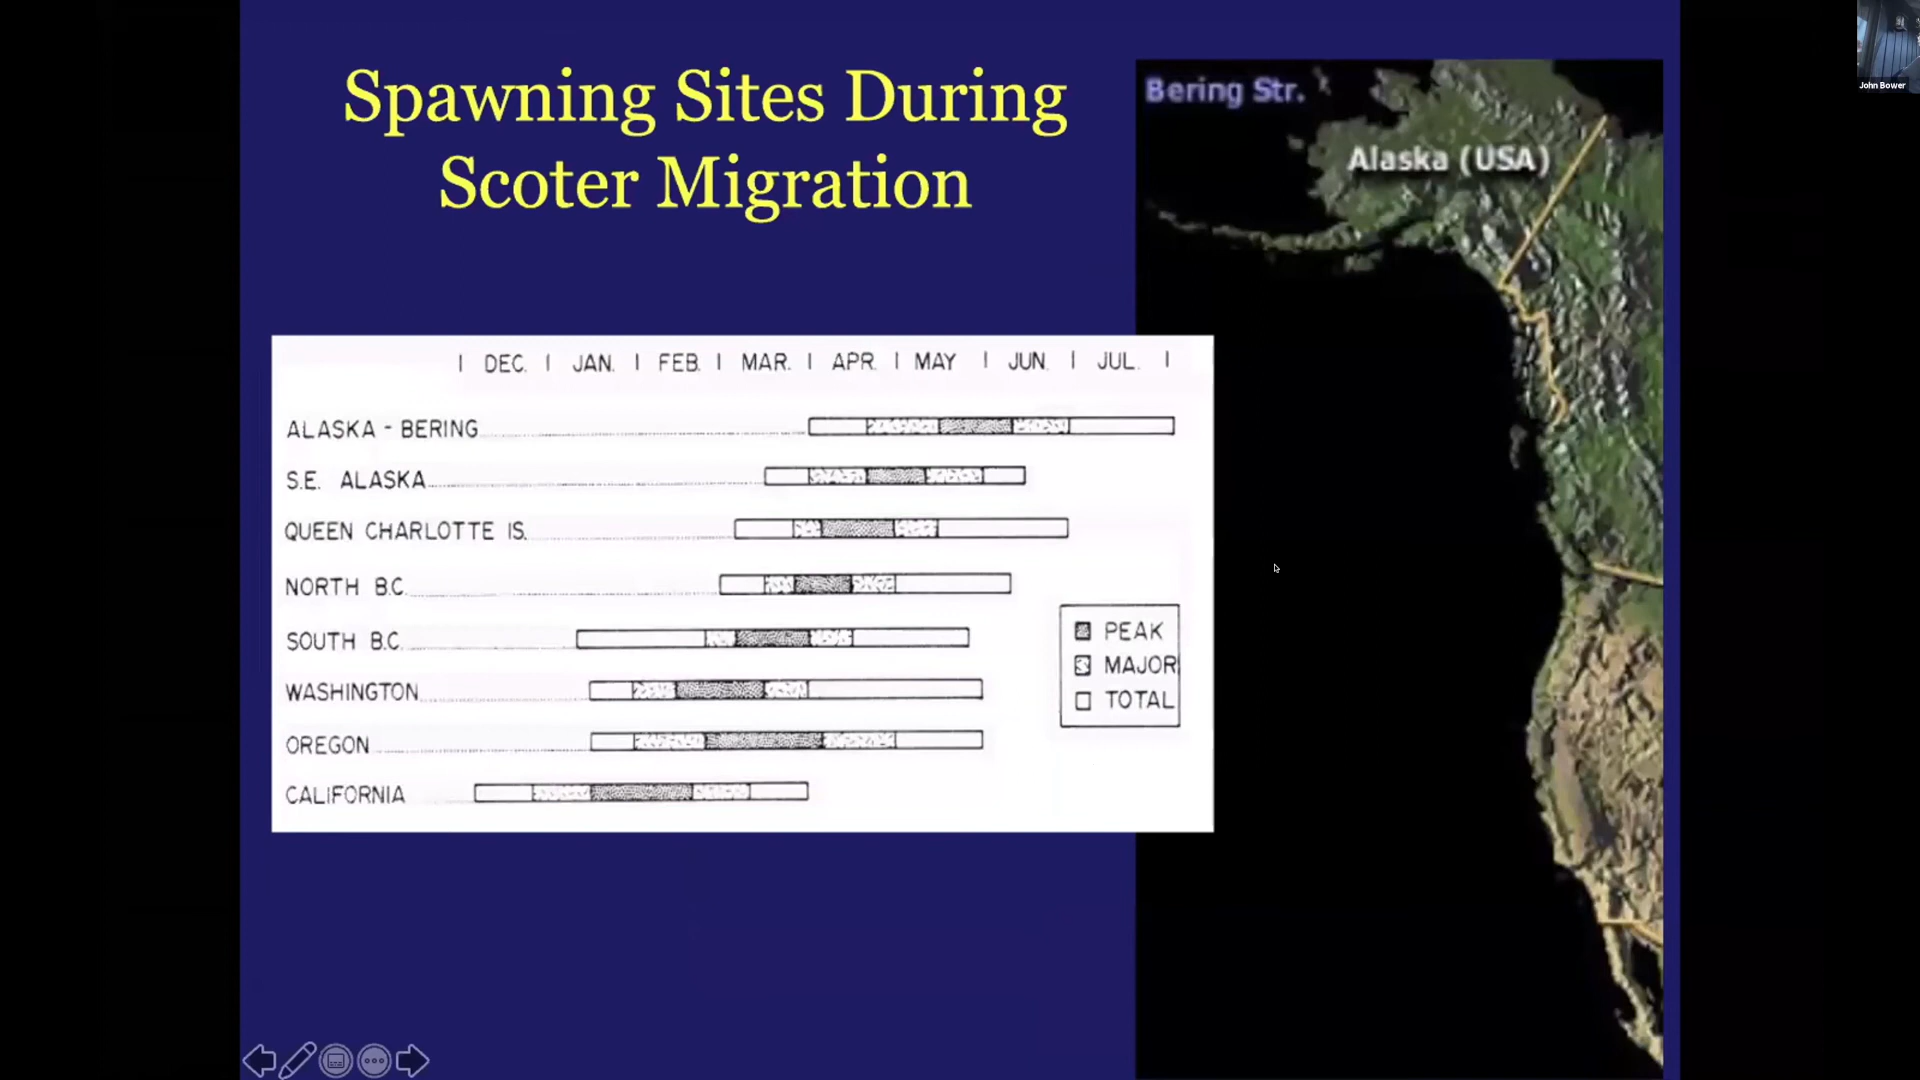 Spawning Sites During
Scoter Migration
Bering Str.
Alaska (USA)
John Bower
DEC. JAN. FEB. MAR. APR. MAY JUN. JUL.
ALASKA - BERING
S.E. ALASKA
QUEEN CHARLOTTE IS.
NORTH B.C.
SOUTH B.C.
WASHINGTON
OREGON
CALIFORNIA
PEAK
MAJOR
TOTAL